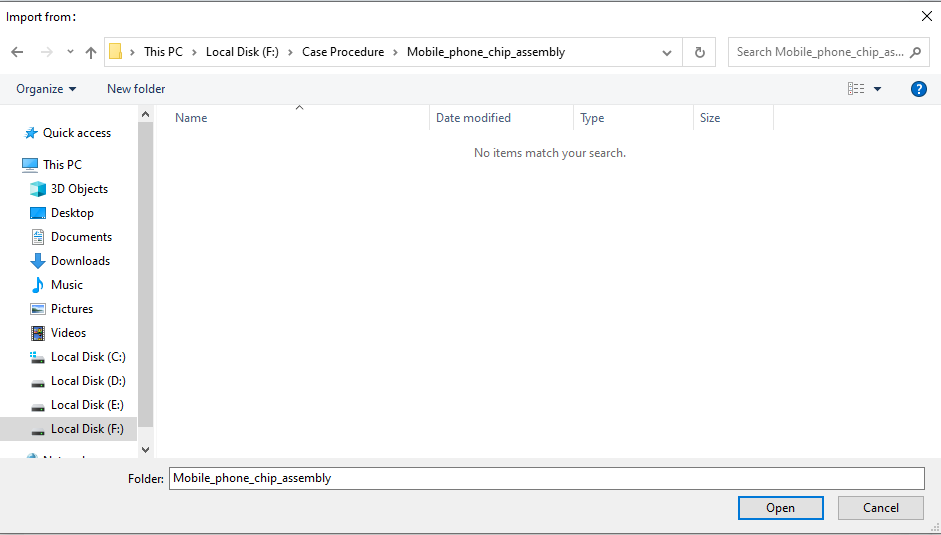 Import from:
This PC > Local Disk (F:) > Case Procedure > Mobile_phone_chip_assembly
Search Mobile_phone_chip_as...
Organize
New folder
?
Name
Date modified
Type
Size
No items match your search.
Quick access
This PC
3D Objects
Desktop
Documents
Downloads
Music
Pictures
Videos
Local Disk (C:)
Local Disk (D:)
Local Disk (E:)
Local Disk (F:)
Folder: Mobile_phone_chip_assembly
Open
Cancel